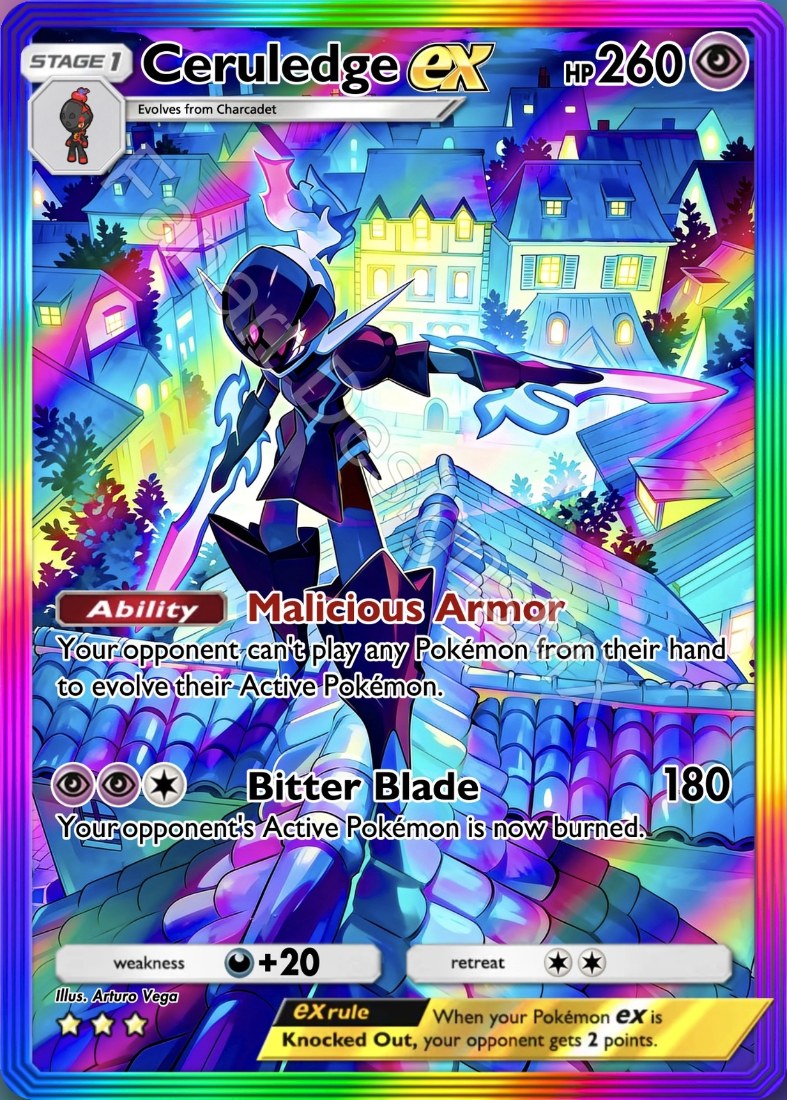 STAGE 1
Ceruledge ex
HP 260
Evolves from Charcadet
Ability Malicious Armor
Your opponent can't play any Pokémon from their hand
to evolve their Active Pokémon.
Bitter Blade 180
Your opponent's Active Pokémon is now burned.
weakness +20
retreat
Illus. Arturo Vega
ex rule
When your Pokémon ex is
Knocked Out, your opponent gets 2 points.